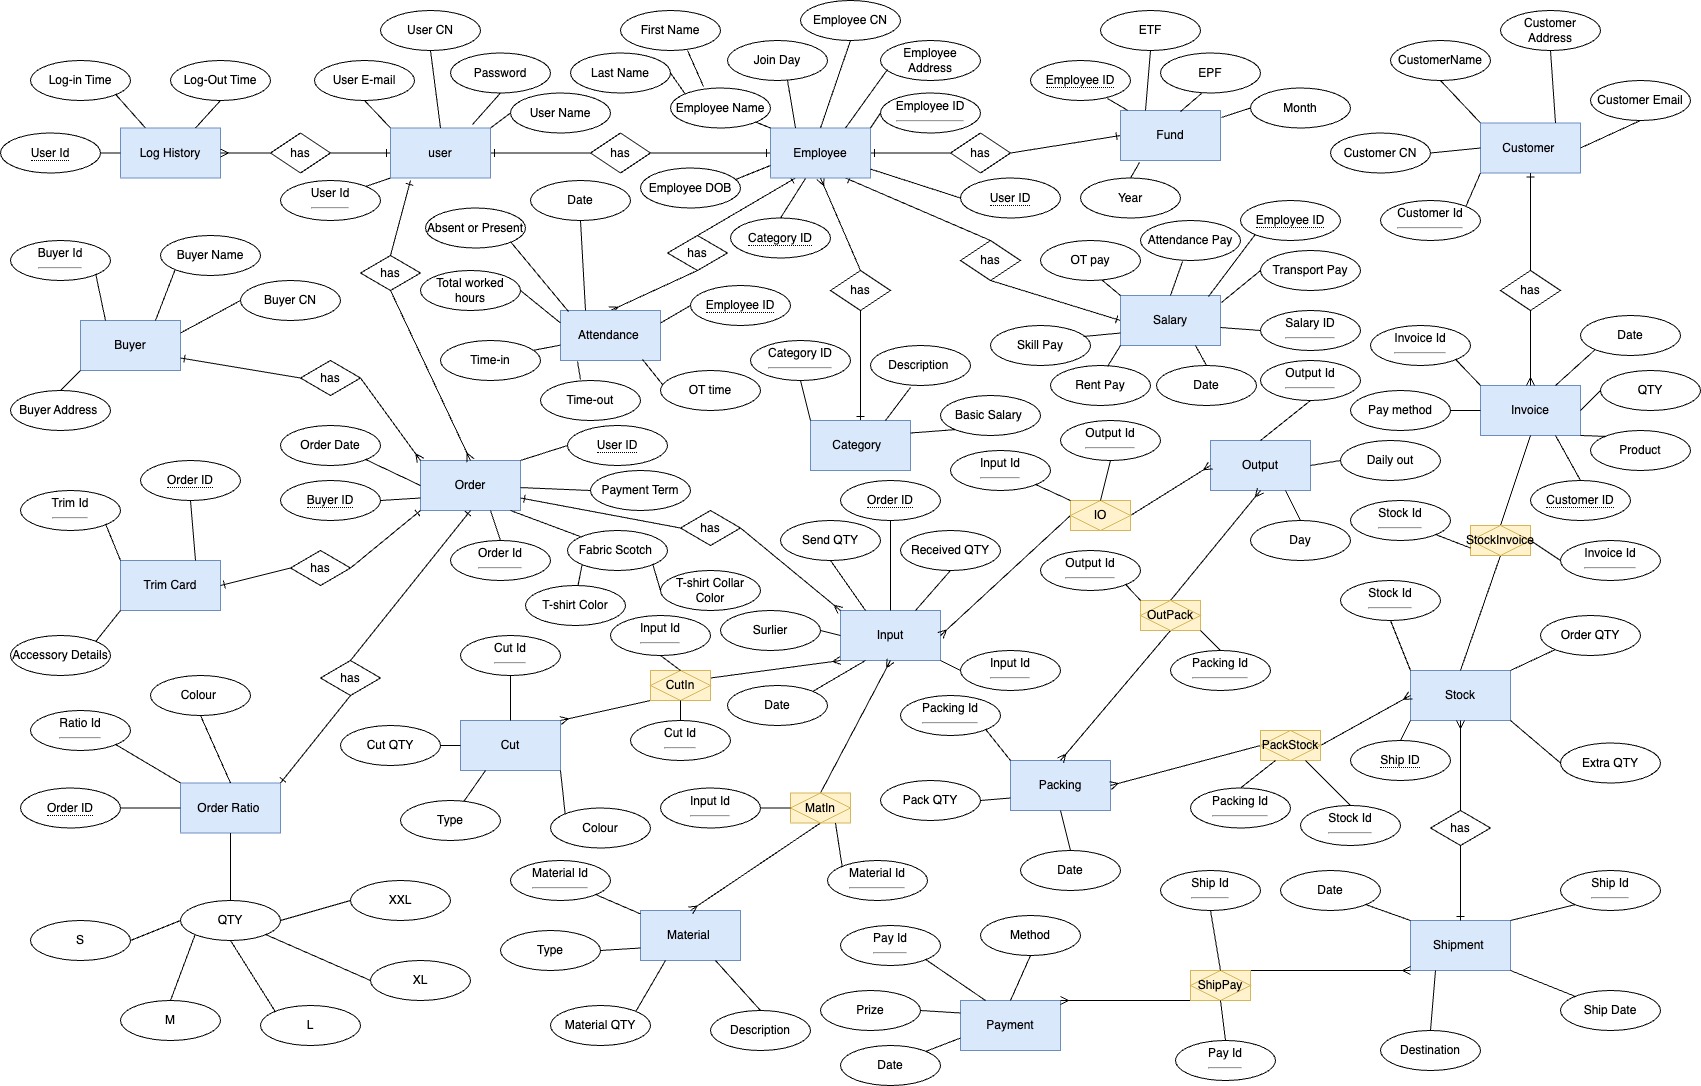 User CN
First Name
Employee CN
ETF
Customer
Address
Log-in Time
Log-Out Time
User E-mail
Password
Last Name
Join Day
Employee
Address
Employee ID
EPF
CustomerName
User Name
Employee Name
Employee ID
Month
Customer Email
User Id
Log History
has
user
has
Employee
has
Fund
Customer CN
Customer
User Id
Employee DOB
User ID
Year
Customer Id
Date
Absent or Present
Category ID
Employee ID
Attendance Pay
Buyer Id
Buyer Name
has
has
OT pay
Transport Pay
has
Total worked
hours
has
has
Buyer CN
Employee ID
Salary
Salary ID
Invoice Id
Date
Buyer
Attendance
Skill Pay
Time-in
Category ID
Description
Output Id
has
Time-out
OT time
Rent Pay
Date
QTY
Buyer Address
Pay method
Invoice
Basic Salary
Order Date
User ID
Category
Output Id
Product
Input Id
Output
Daily out
Order ID
Order
Payment Term
Buyer ID
Order ID
Customer ID
Trim Id
IO
Stock Id
has
Day
StockInvoice
Order Id
Fabric Scotch
Send QTY
Received QTY
Invoice Id
has
Output Id
Trim Card
T-shirt Color
T-shirt Collar
Color
Stock Id
OutPack
Surlier
Input
Input Id
Order QTY
Accessory Details
Cut Id
Input Id
Packing Id
has
CutIn
Colour
Date
Packing Id
Stock
Ratio Id
Cut QTY
Cut
Cut Id
PackStock
Ship ID
Extra QTY
Packing
Order ID
Order Ratio
Type
Colour
Input Id
MatIn
Pack QTY
Packing Id
Stock Id
has
Material Id
Material Id
Date
Ship Id
Date
Ship Id
XXL
QTY
S
Type
Material
Pay Id
Method
Shipment
XL
ShipPay
M
L
Material QTY
Description
Prize
Payment
Ship Date
Date
Pay Id
Destination